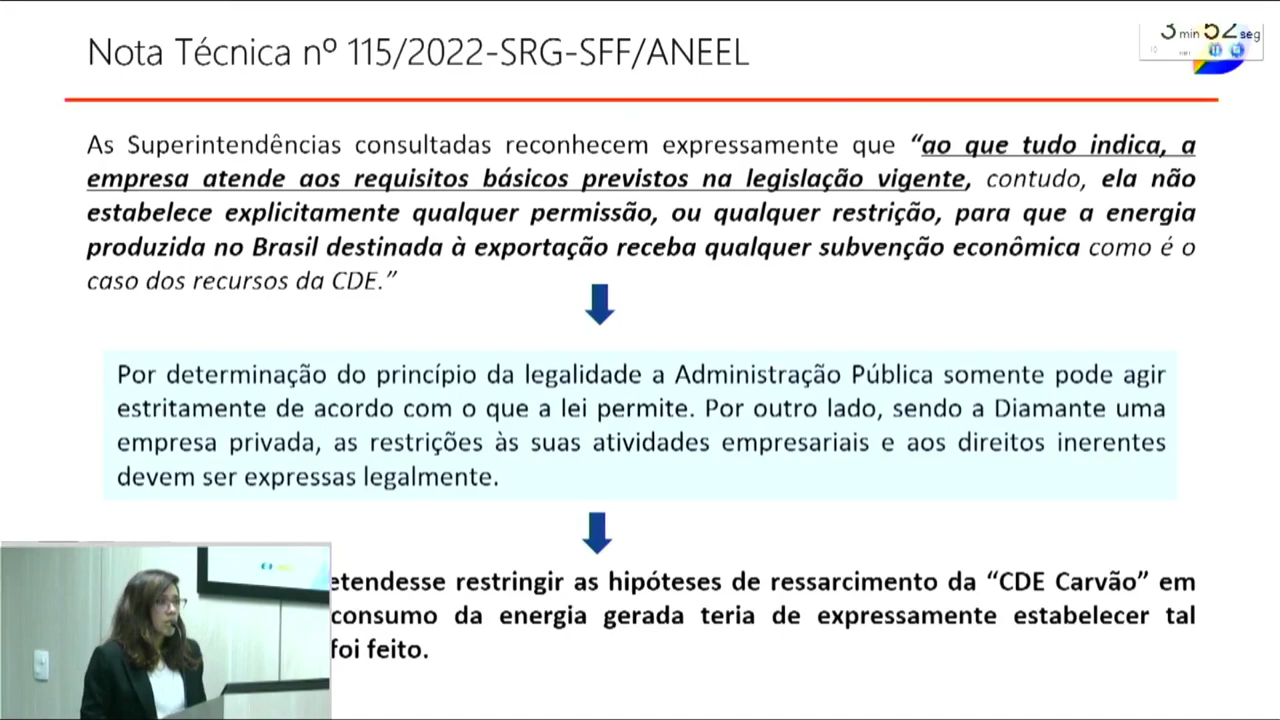 Nota Técnica nº 115/2022-SRG-SFF/ANEEL
3 min 52 seg
As Superintendências consultadas reconhecem expressamente que “ao que tudo indica, a
empresa atende aos requisitos básicos previstos na legislação vigente, contudo, ela não
estabelece explicitamente qualquer permissão, ou qualquer restrição, para que a energia
produzida no Brasil destinada à exportação receba qualquer subvenção econômica como é o
caso dos recursos da CDE.”
Por determinação do princípio da legalidade a Administração Pública somente pode agir
estritamente de acordo com o que a lei permite. Por outro lado, sendo a Diamante uma
empresa privada, as restrições às suas atividades empresariais e aos direitos inerentes
devem ser expressas legalmente.
etendesse restringir as hipóteses de ressarcimento da “CDE Carvão” em
consumo da energia gerada teria de expressamente estabelecer tal
foi feito.